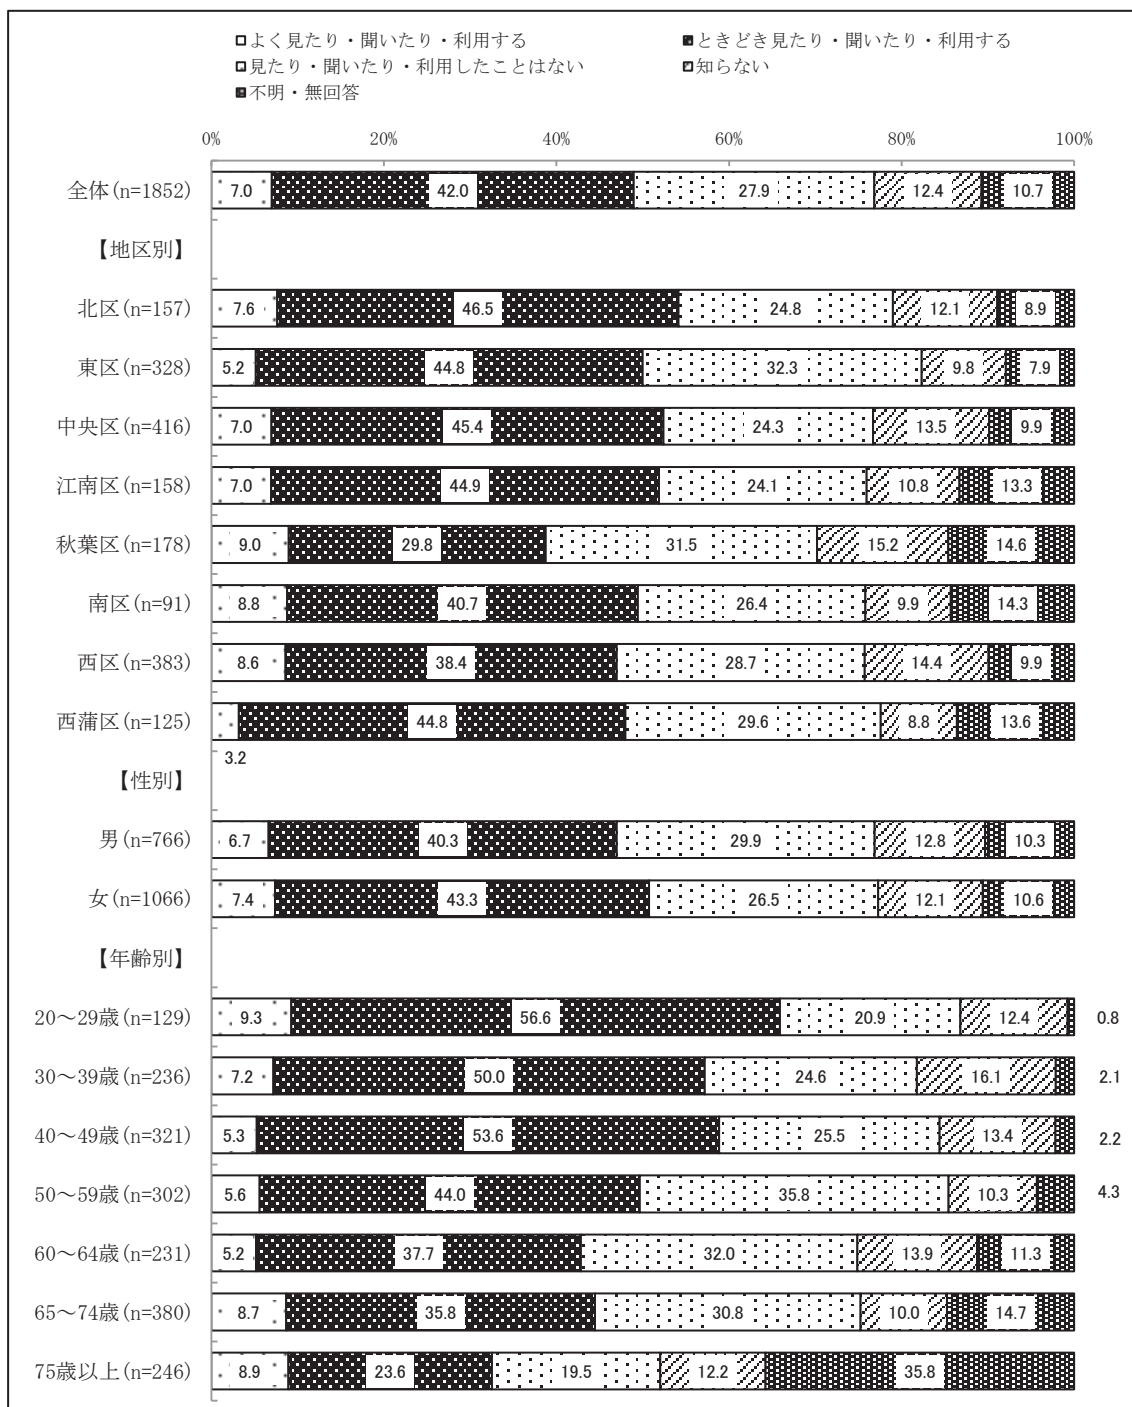 よく見たり・聞いたり・利用する ときどき見たり・聞いたり・利用する
見たり・聞いたり・利用したことはない 知らない
不明・無回答
0% 20% 40% 60% 80% 100%
全体(n=1852) 7.0 42.0 27.9 12.4 10.7
【地区別】
北区(n=157) 7.6 46.5 24.8 12.1 8.9
東区(n=328) 5.2 44.8 32.3 9.8 7.9
中央区(n=416) 7.0 45.4 24.3 13.5 9.9
江南区(n=158) 7.0 44.9 24.1 10.8 13.3
秋葉区(n=178) 9.0 29.8 31.5 15.2 14.6
南区(n=91) 8.8 40.7 26.4 9.9 14.3
西区(n=383) 8.6 38.4 28.7 14.4 9.9
西蒲区(n=125) 44.8 29.6 8.8 13.6
3.2
【性別】
男(n=766) 6.7 40.3 29.9 12.8 10.3
女(n=1066) 7.4 43.3 26.5 12.1 10.6
【年齢別】
20～29歳(n=129) 9.3 56.6 20.9 12.4 0.8
30～39歳(n=236) 7.2 50.0 24.6 16.1 2.1
40～49歳(n=321) 5.3 53.6 25.5 13.4 2.2
50～59歳(n=302) 5.6 44.0 35.8 10.3 4.3
60～64歳(n=231) 5.2 37.7 32.0 13.9 11.3
65～74歳(n=380) 8.7 35.8 30.8 10.0 14.7
75歳以上(n=246) 8.9 23.6 19.5 12.2 35.8